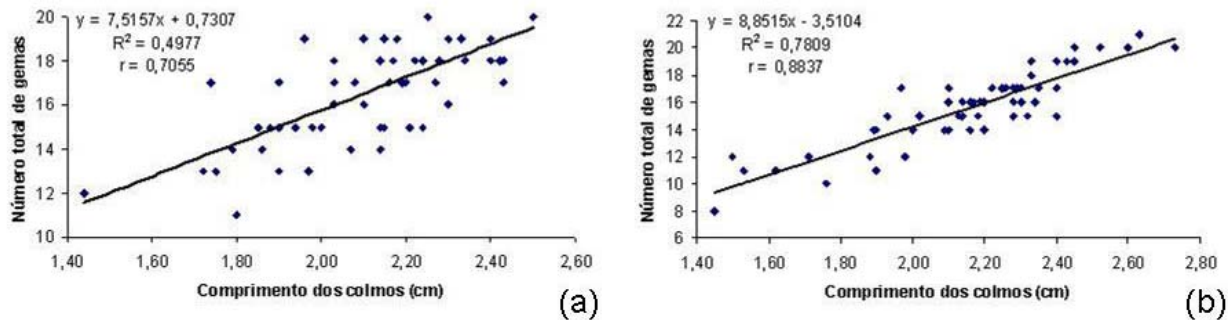 y = 7,5157x + 0,7307
R² = 0,4977
r = 0,7055
Número total de gemas
20
18
16
14
12
10
1,40 1,60 1,80 2,00 2,20 2,40 2,60
Comprimento dos colmos (cm)
(a)
y = 8,8515x - 3,5104
R² = 0,7809
r = 0,8837
Número total de gemas
22
20
18
16
14
12
10
8
6
1,40 1,60 1,80 2,00 2,20 2,40 2,60 2,80
Comprimento dos colmos (cm)
(b)